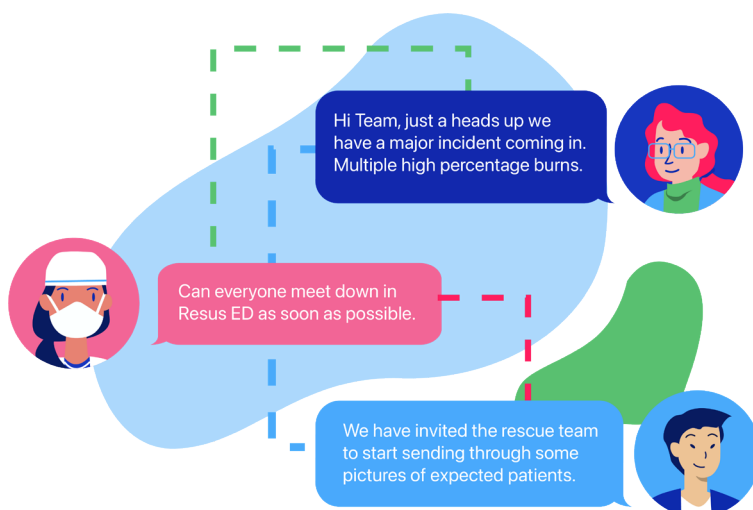 Hi Team, just a heads up we
have a major incident coming in.
Multiple high percentage burns.
Can everyone meet down in
Resus ED as soon as possible.
We have invited the rescue team
to start sending through some
pictures of expected patients.